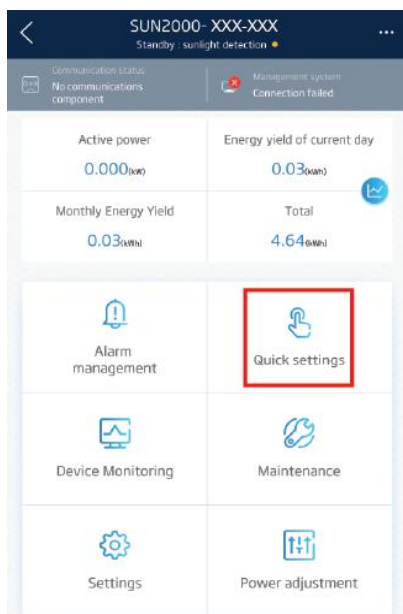 SUN2000- XXX-XXX
Standby : sunlight detection
Communication status
No communications
component
Management system
Connection failed
Active power
0.000(kW)
Energy yield of current day
0.03(kWh)
Monthly Energy Yield
0.03(kWh)
Total
4.64(kWh)
Alarm
management
Quick settings
Device Monitoring
Maintenance
Settings
Power adjustment